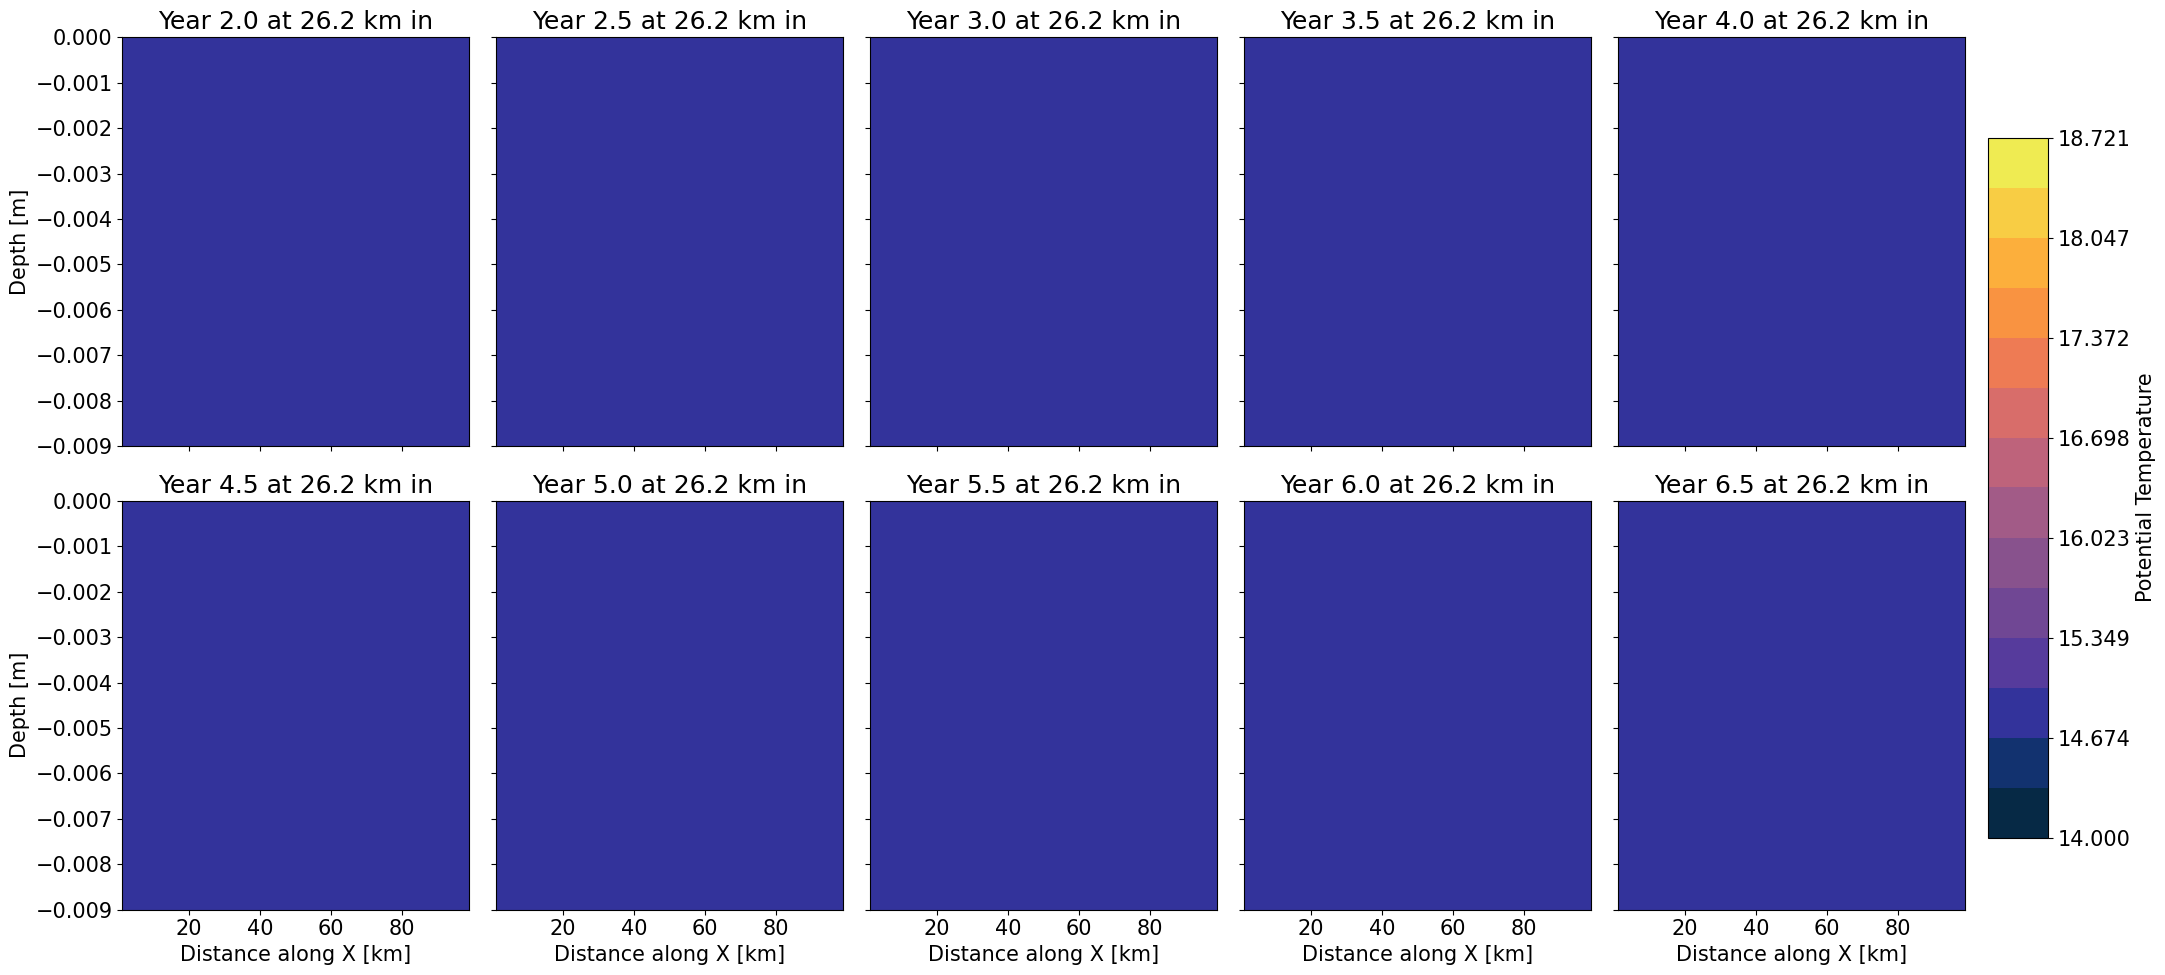 Year 2.0 at 26.2 km in
Year 2.5 at 26.2 km in
Year 3.0 at 26.2 km in
Year 3.5 at 26.2 km in
Year 4.0 at 26.2 km in
0.000
−0.001
−0.002
−0.003
−0.004
−0.005
−0.006
−0.007
−0.008
−0.009
Depth [m]
20 40 60 80
Year 4.5 at 26.2 km in
Year 5.0 at 26.2 km in
Year 5.5 at 26.2 km in
Year 6.0 at 26.2 km in
Year 6.5 at 26.2 km in
0.000
−0.001
−0.002
−0.003
−0.004
−0.005
−0.006
−0.007
−0.008
−0.009
Depth [m]
20 40 60 80
20 40 60 80
20 40 60 80
20 40 60 80
20 40 60 80
Distance along X [km]
Distance along X [km]
Distance along X [km]
Distance along X [km]
Distance along X [km]
18.721
18.047
17.372
16.698
16.023
15.349
14.674
14.000
Potential Temperature